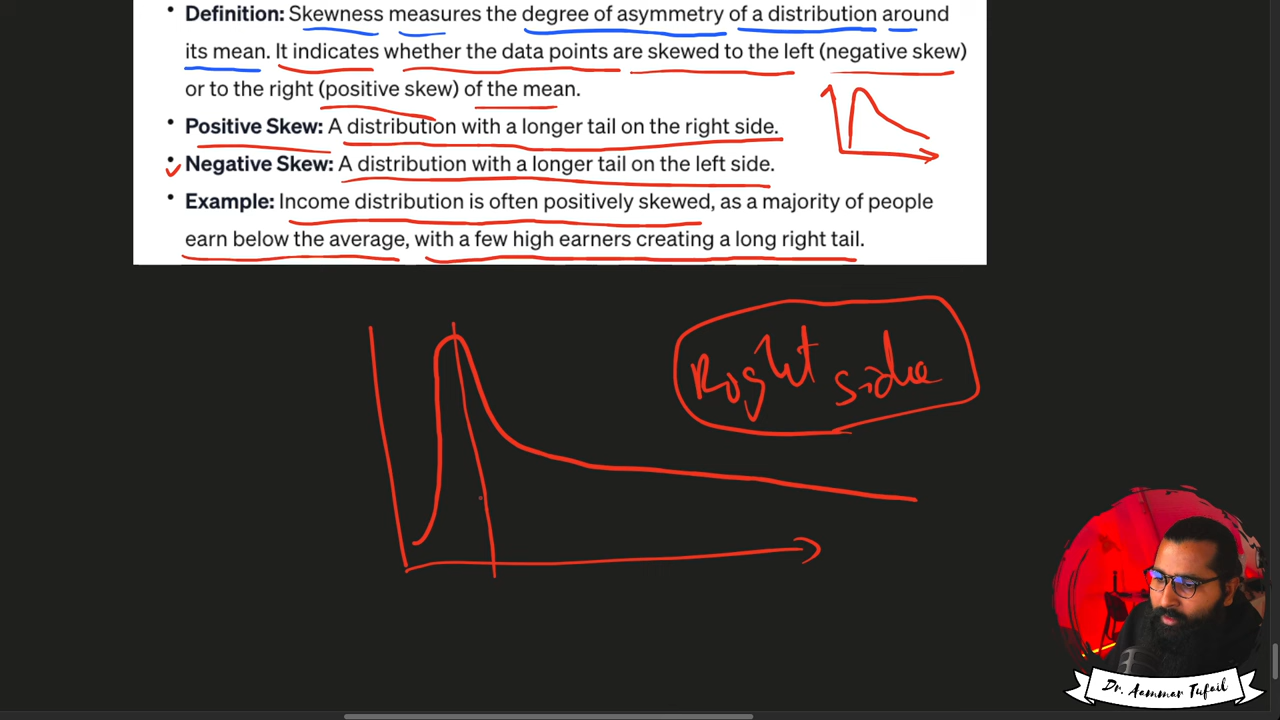 • Definition: Skewness measures the degree of asymmetry of a distribution around
its mean. It indicates whether the data points are skewed to the left (negative skew)
or to the right (positive skew) of the mean.
• Positive Skew: A distribution with a longer tail on the right side.
• Negative Skew: A distribution with a longer tail on the left side.
• Example: Income distribution is often positively skewed, as a majority of people
earn below the average, with a few high earners creating a long right tail.
Right side
Dr. Aammar Tufail